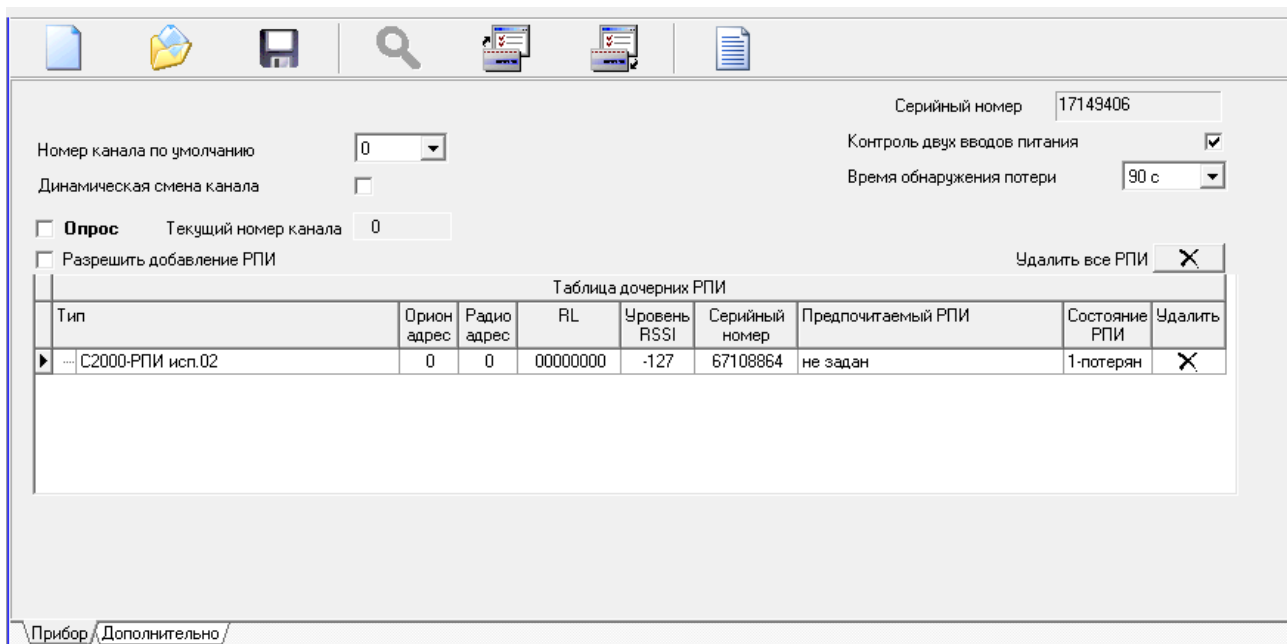 Серийный номер 17149406
Номер канала по умолчанию 0
Контроль двух вводов питания
Динамическая смена канала
Время обнаружения потери 90 с
Опрос Текущий номер канала 0
Разрешить добавление РПИ
Удалить все РПИ
Таблица дочерних РПИ
Тип Орион адрес Радио адрес RL Уровень RSSI Серийный номер Предпочитаемый РПИ Состояние РПИ Удалить
С2000-РПИ исп.02 0 0 00000000 -127 67108864 не задан 1-потерян
Прибор Дополнительно